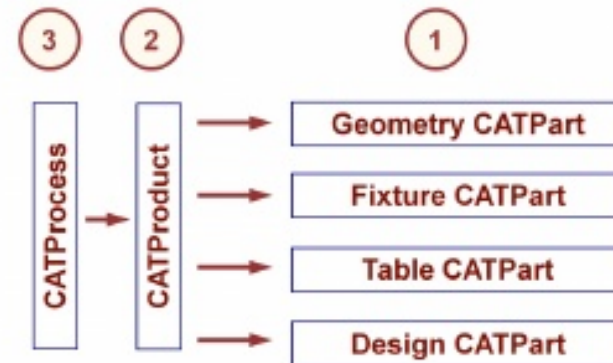 3
2
1
CATProcess
CATProduct
Geometry CATPart
Fixture CATPart
Table CATPart
Design CATPart